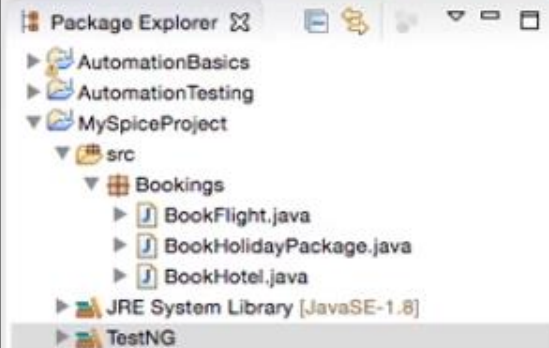 Package Explorer
AutomationBasics
AutomationTesting
MySpiceProject
src
Bookings
BookFlight.java
BookHolidayPackage.java
BookHotel.java
JRE System Library [JavaSE-1.8]
TestNG